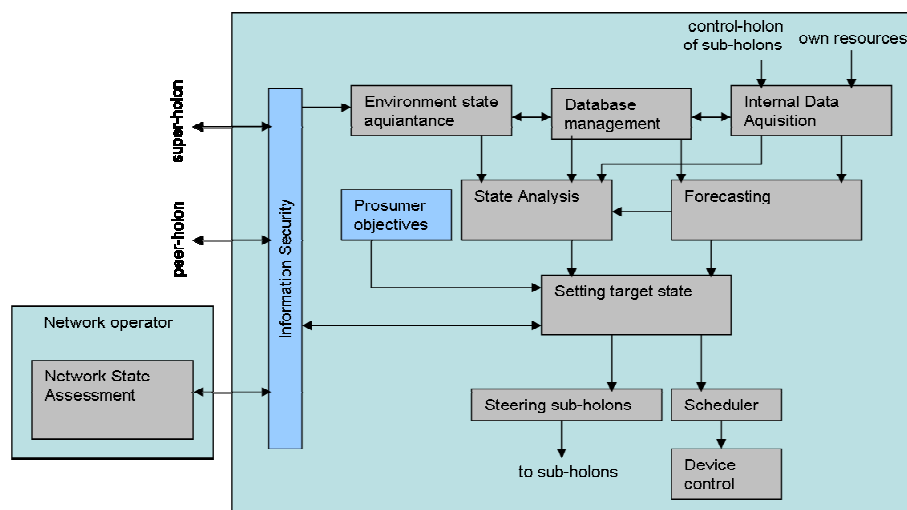 control-holon
of sub-holons
own resources
Environment state
aquiantance
Database
management
Internal Data
Aquisition
super-holon
State Analysis
Forecasting
Prosumer
objectives
peer-holon
Information Security
Setting target state
Network operator
Network State
Assessment
Steering sub-holons
Scheduler
to sub-holons
Device
control